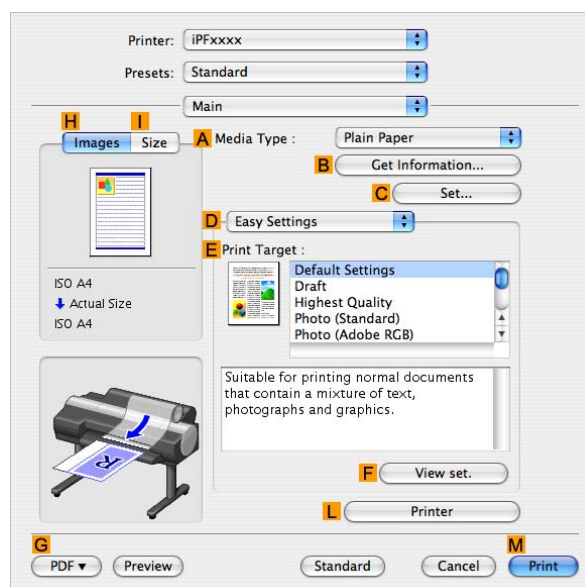 Printer: iPFxxxx
Presets: Standard
Main
H I
Images Size
A Media Type : Plain Paper
B Get Information...
C Set...
D Easy Settings
E Print Target :
Default Settings
Draft
Highest Quality
Photo (Standard)
Photo (Adobe RGB)
ISO A4
Actual Size
ISO A4
Suitable for printing normal documents
that contain a mixture of text,
photographs and graphics.
F View set.
L Printer
G M
PDF Preview Standard Cancel Print